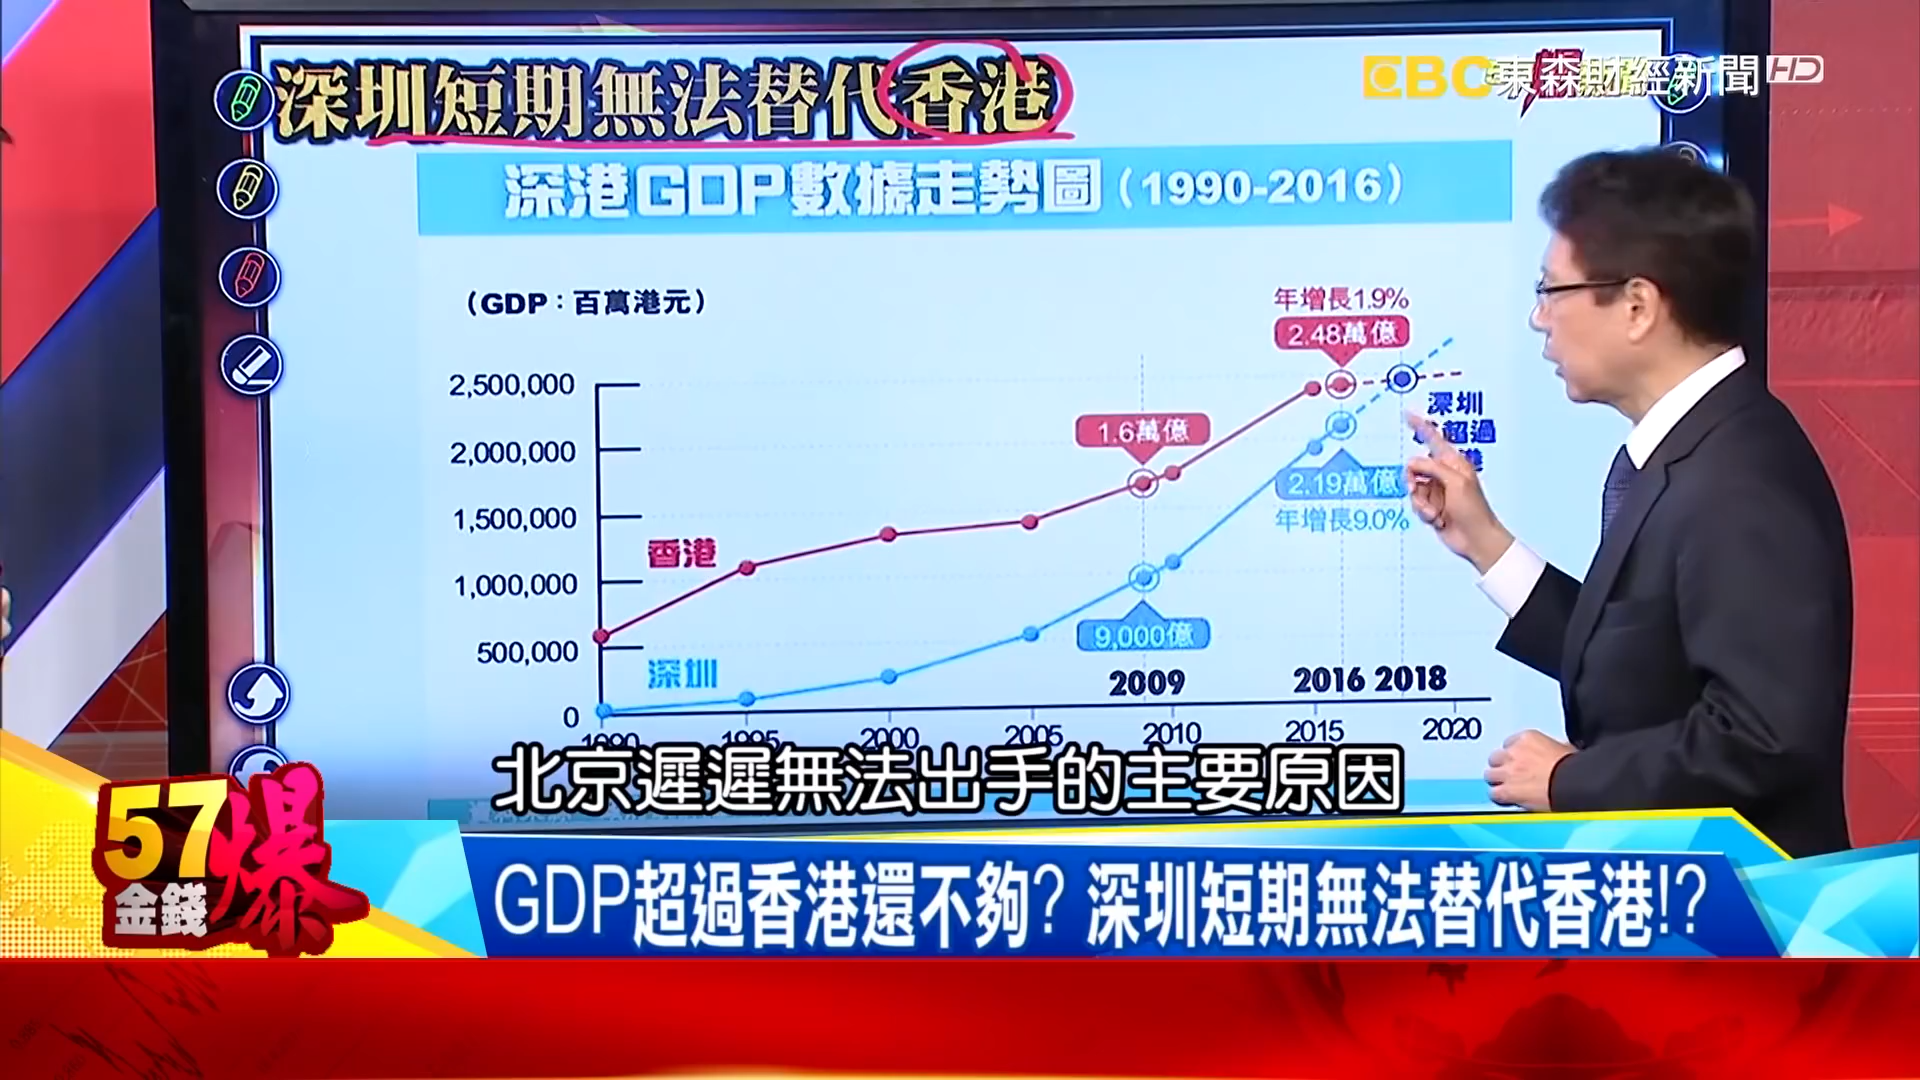 深圳短期無法替代香港
EBC東森財經新聞HD
深港GDP數據走勢圖(1990-2016)
(GDP:百萬港元)
年增長1.9%
2.48萬億
2,500,000
2,000,000
1,500,000
1,000,000
500,000
0
1.6萬億
深圳
超過
港
2.19萬億
年增長9.0%
香港
深圳
9,000億
2009
2016
2018
1990
1995
2000
2005
2010
2015
2020
北京遲遲無法出手的主要原因
57爆
金錢
GDP超過香港還不夠? 深圳短期無法替代香港!?